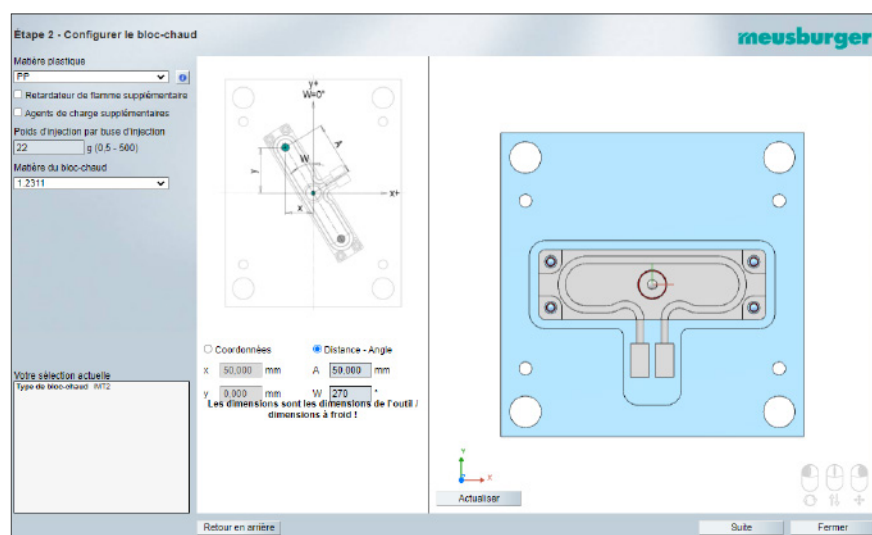 Étape 2 - Configurer le bloc-chaud
meusburger
Matière plastique
PP
Retardateur de flamme supplémentaire
Agents de charge supplémentaires
Poids d'injection par buse d'injection
22 g (0,5 - 500)
Matière du bloc-chaud
1.2311
y+
W=0°
A
W
y
x+
x
Coordonnées
Distance - Angle
x 50,000 mm A 50,000 mm
y 0,000 mm W 270 °
Les dimensions sont les dimensions de l'outil /
dimensions à froid !
Votre sélection actuelle
Type de bloc-chaud IMT2
Y
Z
X
Actualiser
Retour en arrière
Suite
Fermer